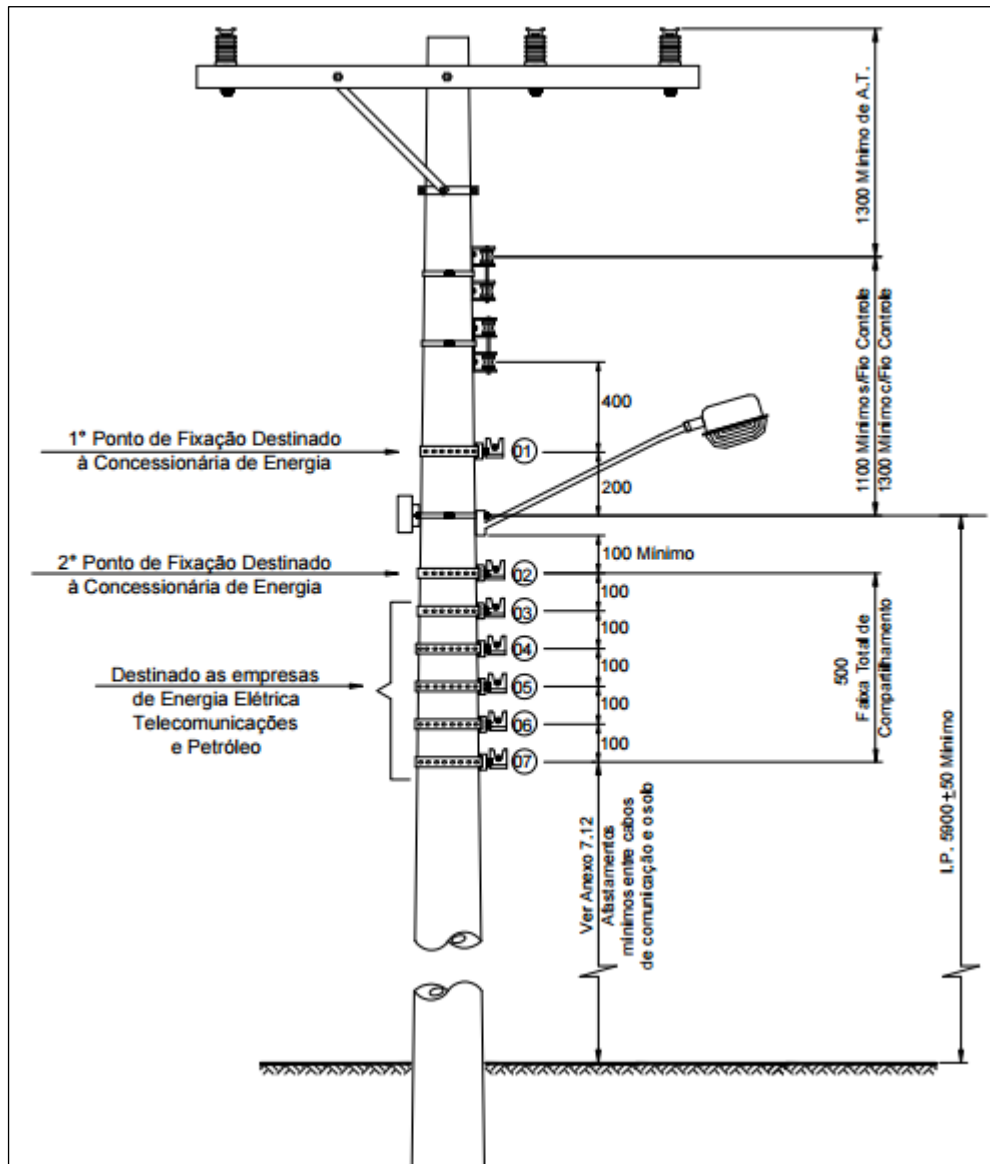 1300 Mínimo de A.T.
1100 Mínimo s/Fio Controle
1300 Mínimo c/Fio Controle
400
1° Ponto de Fixação Destinado
à Concessionária de Energia
01
200
100 Mínimo
2° Ponto de Fixação Destinado
à Concessionária de Energia
02
100
03
100
04
100
05
100
06
100
07
Destinado as empresas
de Energia Elétrica
Telecomunicações
e Petróleo
500
Faixa Total de
Compartilhamento
I.P. 5900±50 Mínimo
Ver Anexo 7.12
Afastamentos
mínimos entre cabos
de comunicação e o solo